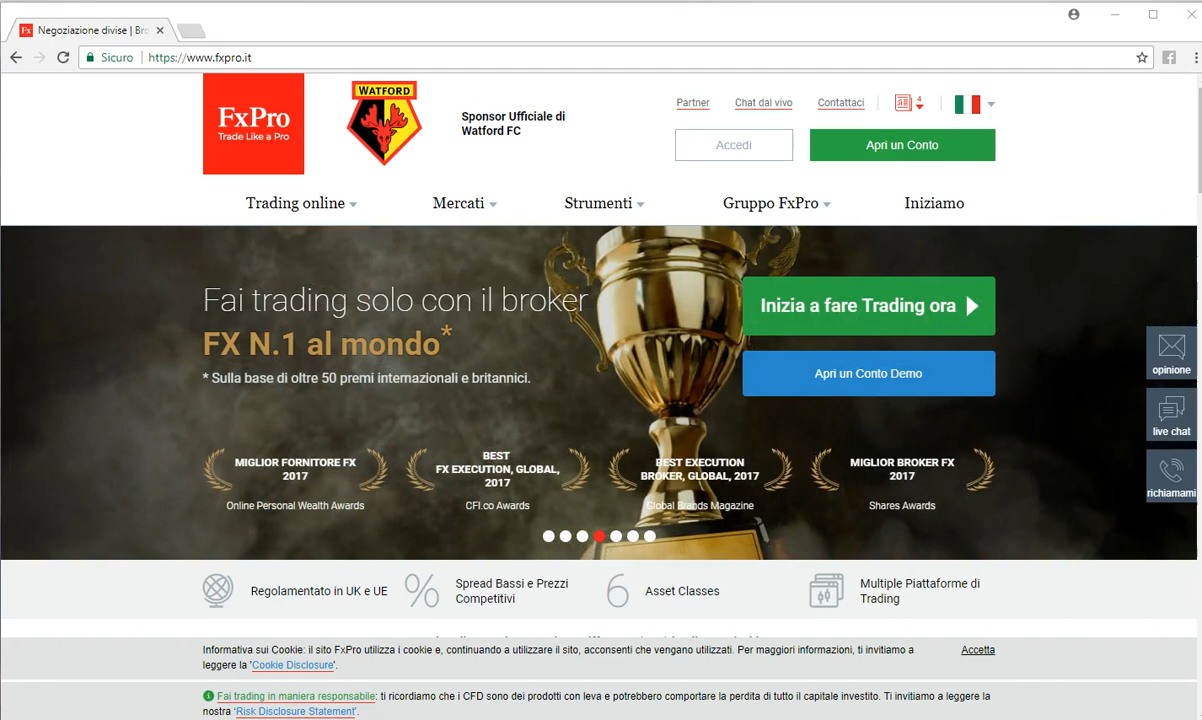 Negoziazione divise | Bro
Sicuro
https://www.fxpro.it
FxPro
Trade Like a Pro
WATFORD
Sponsor Ufficiale di
Watford FC
Partner
Chat dal vivo
Contattaci
4
Accedi
Apri un Conto
Trading online
Mercati
Strumenti
Gruppo FxPro
Iniziamo
Fai trading solo con il broker
FX N.1 al mondo*
* Sulla base di oltre 50 premi internazionali e britannici.
Inizia a fare Trading ora
Apri un Conto Demo
opinione
live chat
richiamami
MIGLIOR FORNITORE FX
2017
Online Personal Wealth Awards
BEST
FX EXECUTION, GLOBAL,
2017
CFI.co Awards
BEST EXECUTION
BROKER, GLOBAL, 2017
Global Brands Magazine
MIGLIOR BROKER FX
2017
Shares Awards
Regolamentato in UK e UE
%
Spread Bassi e Prezzi
Competitivi
6
Asset Classes
Multiple Piattaforme di
Trading
Informativa sui Cookie: il sito FxPro utilizza i cookie e, continuando a utilizzare il sito, acconsenti che vengano utilizzati. Per maggiori informazioni, ti invitiamo a
leggere la 'Cookie Disclosure'.
Accetta
Fai trading in maniera responsabile: ti ricordiamo che i CFD sono dei prodotti con leva e potrebbero comportare la perdita di tutto il capitale investito. Ti invitiamo a leggere la
nostra 'Risk Disclosure Statement'.